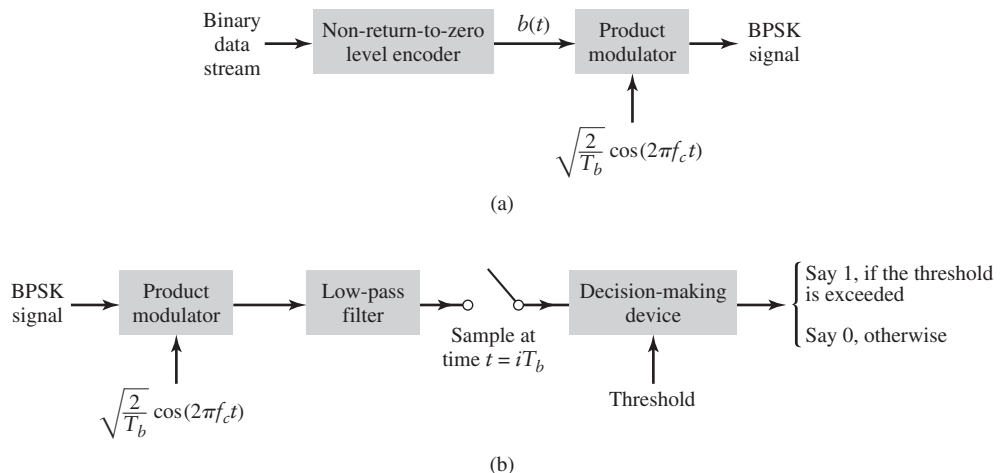 Binary
data
stream
Non-return-to-zero
level encoder
b(t)
Product
modulator
BPSK
signal
√(2/T_b) cos(2πf_ct)
(a)
BPSK
signal
Product
modulator
Low-pass
filter
Sample at
time t = iT_b
Decision-making
device
Say 1, if the threshold
is exceeded
Say 0, otherwise
√(2/T_b) cos(2πf_ct)
Threshold
(b)